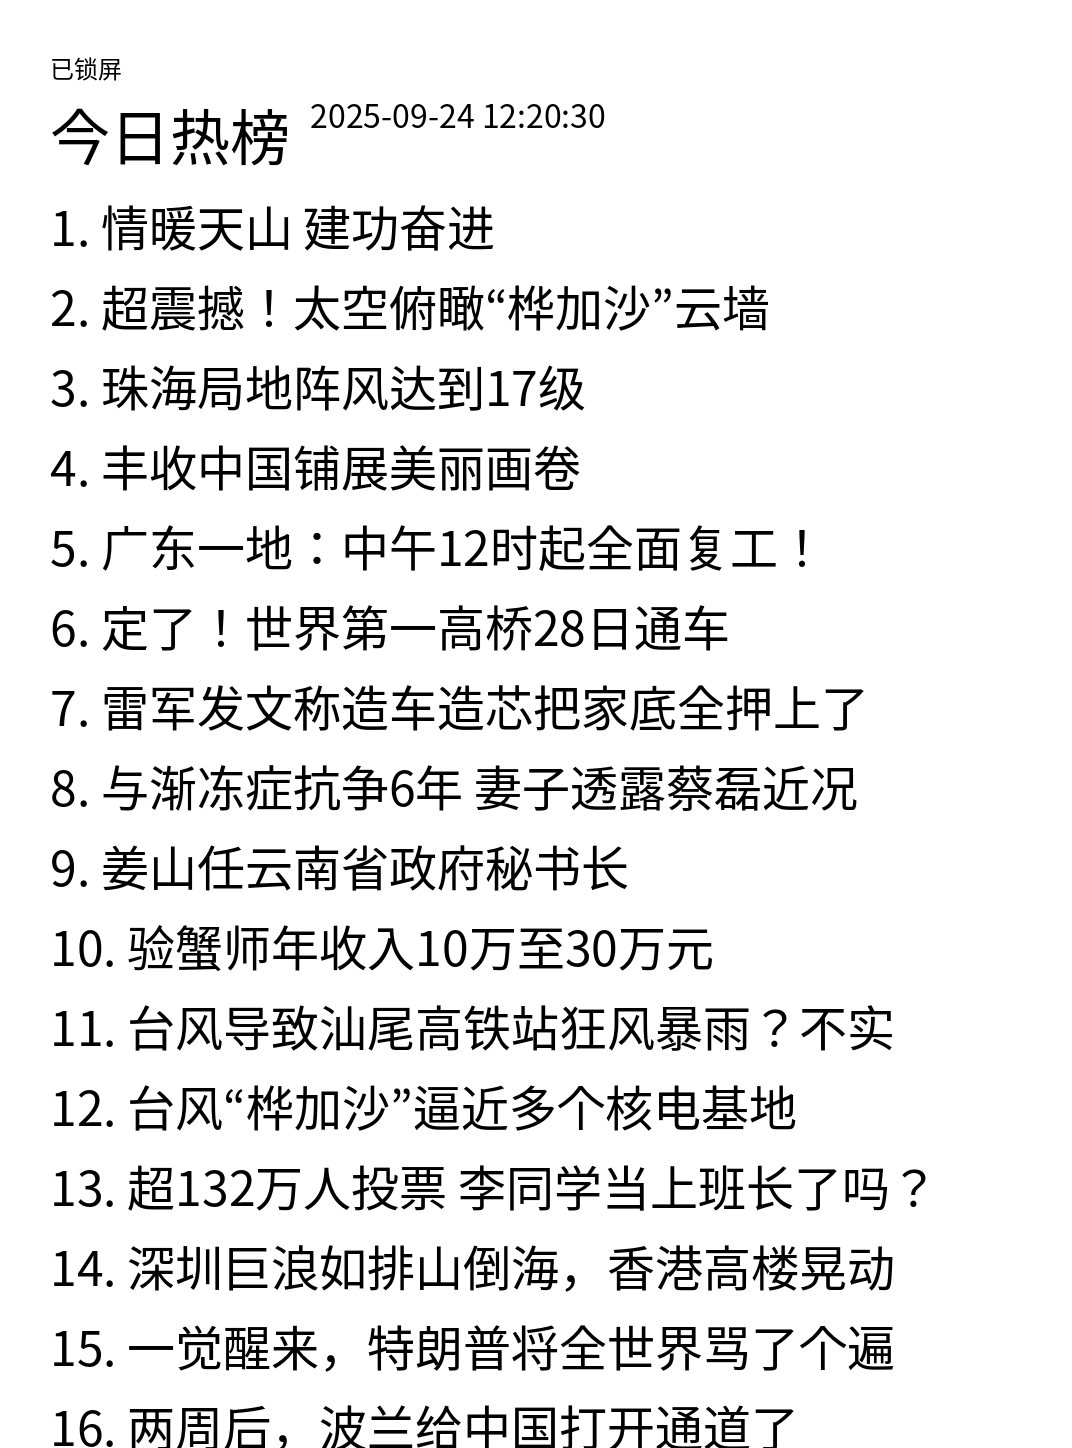 已锁屏
今日热榜 2025-09-24 12:20:30
1. 情暖天山 建功奋进
2. 超震撼！太空俯瞰“桦加沙”云墙
3. 珠海局地阵风达到17级
4. 丰收中国铺展美丽画卷
5. 广东一地：中午12时起全面复工！
6. 定了！世界第一高桥28日通车
7. 雷军发文称造车造芯把家底全押上了
8. 与渐冻症抗争6年 妻子透露蔡磊近况
9. 姜山任云南省政府秘书长
10. 验蟹师年收入10万至30万元
11. 台风导致汕尾高铁站狂风暴雨？不实
12. 台风“桦加沙”逼近多个核电基地
13. 超132万人投票 李同学当上班长了吗？
14. 深圳巨浪如排山倒海，香港高楼晃动
15. 一觉醒来，特朗普将全世界骂了个遍
16. 两周后，波兰给中国打开通道了